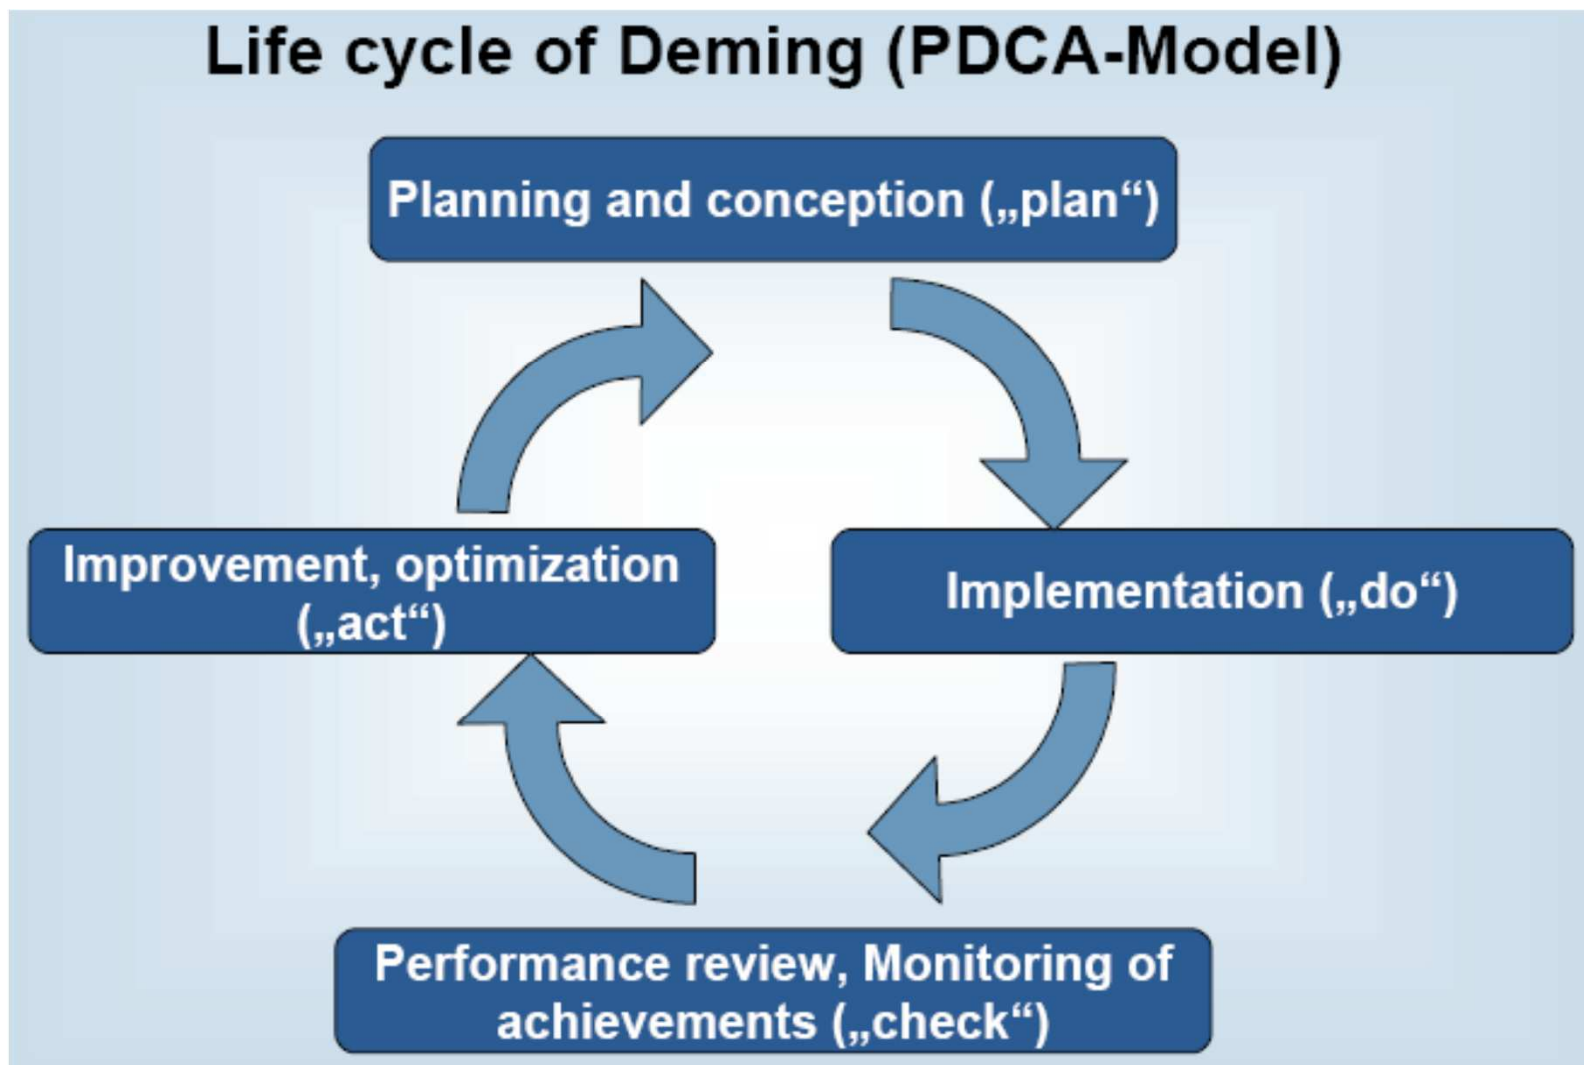 Life cycle of Deming (PDCA-Model)
Planning and conception („plan“)
Implementation („do“)
Performance review, Monitoring of
achievements („check“)
Improvement, optimization
(„act“)